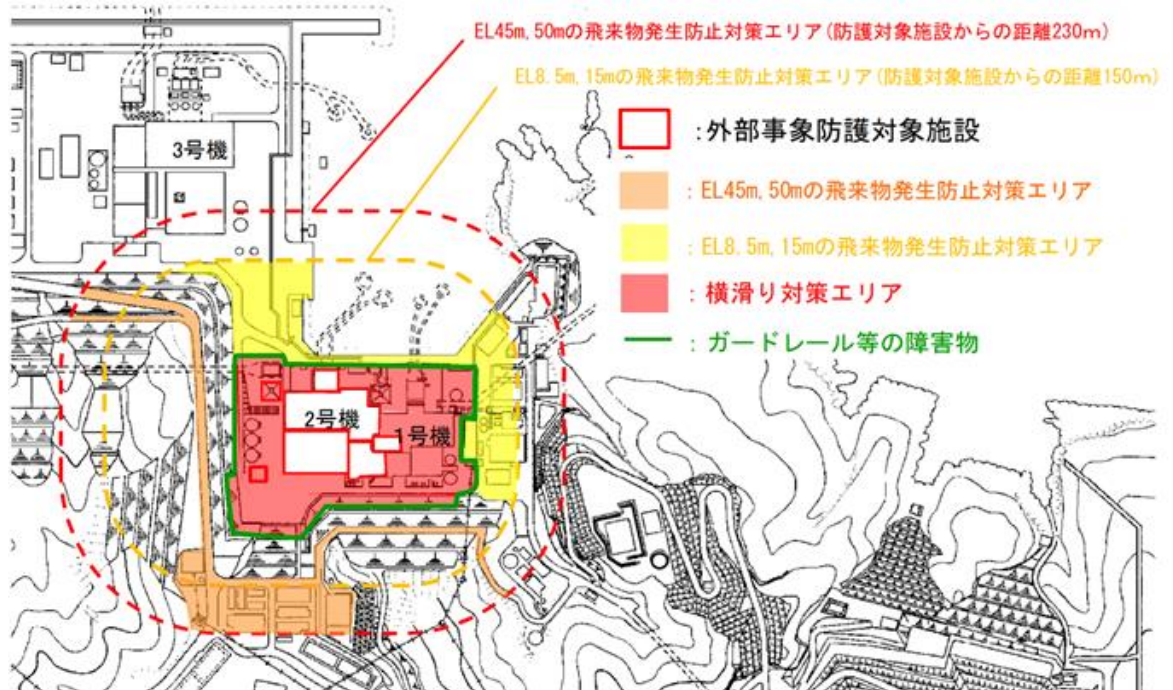 EL45m, 50mの飛来物発生防止対策エリア(防護対象施設からの距離230m)
EL8.5m, 15mの飛来物発生防止対策エリア(防護対象施設からの距離150m)
:外部事象防護対象施設
:EL45m, 50mの飛来物発生防止対策エリア
:EL8.5m, 15mの飛来物発生防止対策エリア
:横滑り対策エリア
:ガードレール等の障害物
3号機
2号機
1号機